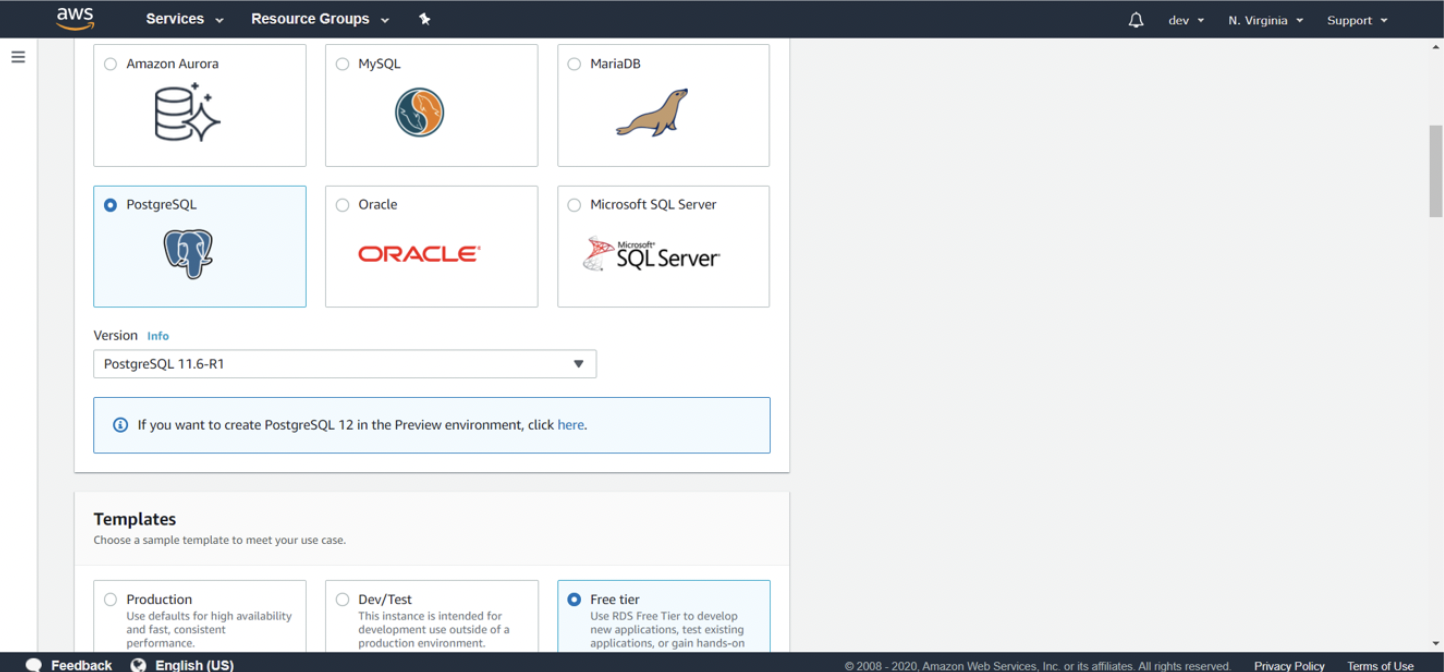 aws Services Resource Groups dev N. Virginia Support
Amazon Aurora MySQL MariaDB
PostgreSQL Oracle Microsoft SQL Server
ORACLE Microsoft SQL Server
Version Info
PostgreSQL 11.6-R1
If you want to create PostgreSQL 12 in the Preview environment, click here.
Templates
Choose a sample template to meet your use case.
Production
Use defaults for high availability
and fast, consistent
performance.
Dev/Test
This instance is intended for
development use outside of a
production environment.
Free tier
Use RDS Free Tier to develop
new applications, test existing
applications, or gain hands-on
Feedback English (US) © 2008 - 2020, Amazon Web Services, Inc. or its affiliates. All rights reserved. Privacy Policy Terms of Use